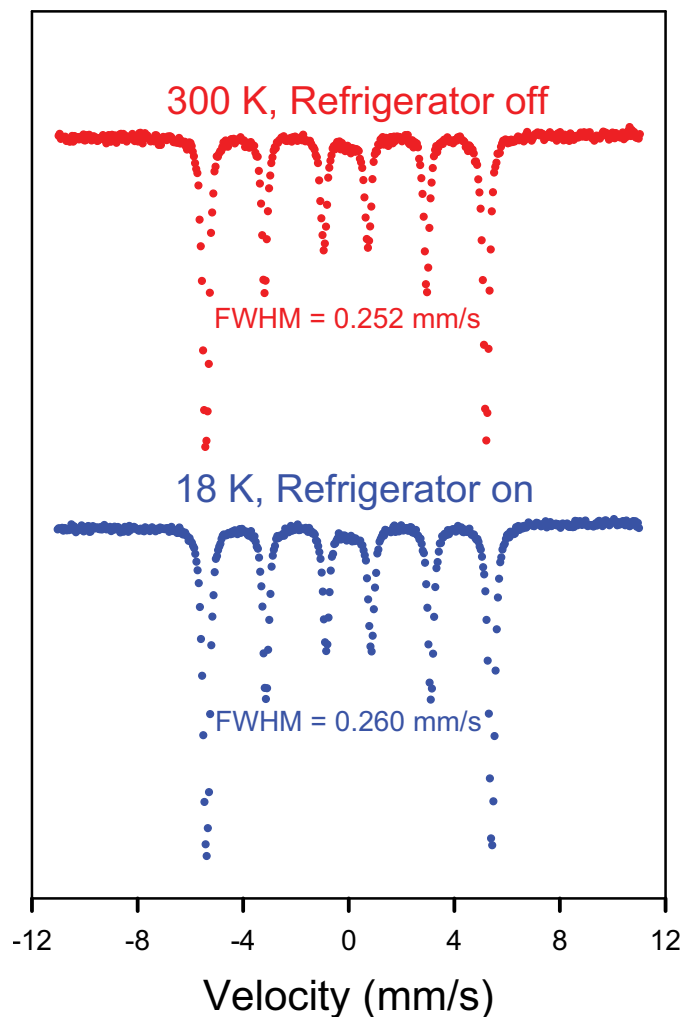 300 K, Refrigerator off
FWHM = 0.252 mm/s
18 K, Refrigerator on
FWHM = 0.260 mm/s
-12 -8 -4 0 4 8 12
Velocity (mm/s)